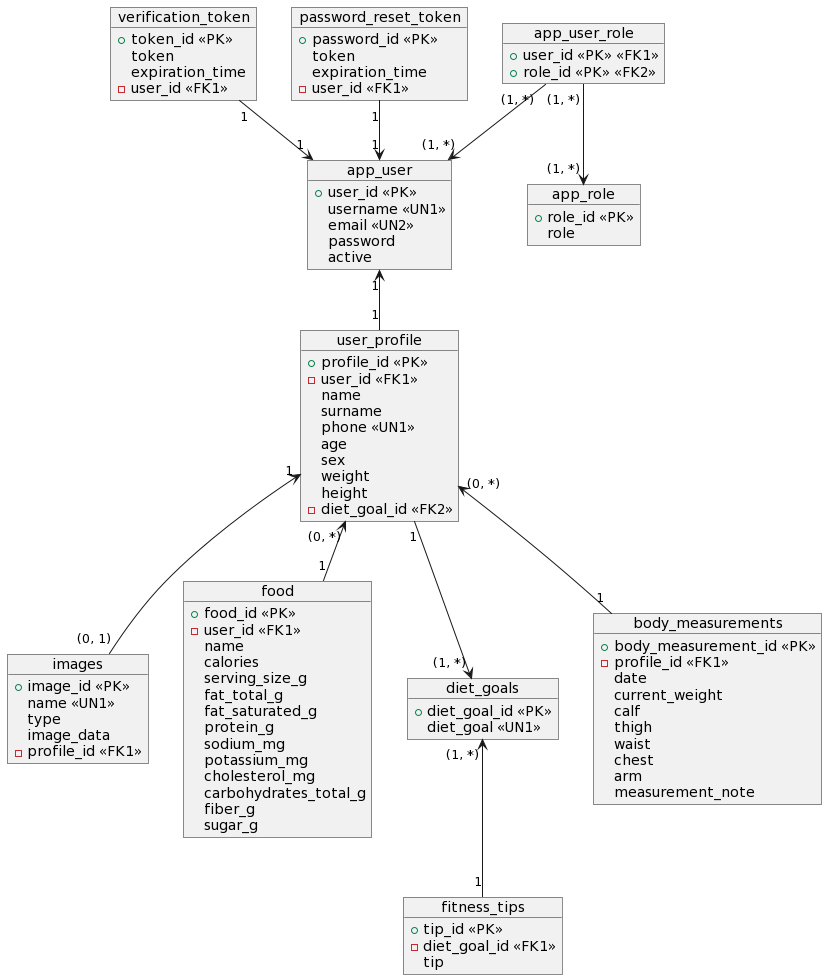 verification_token
token_id «PK»
token
expiration_time
user_id «FK1»
password_reset_token
password_id «PK»
token
expiration_time
user_id «FK1»
app_user_role
user_id «PK» «FK1»
role_id «PK» «FK2»
1
1
1
1
(1, *)
(1, *)
(1, *)
(1, *)
app_user
user_id «PK»
username «UN1»
email «UN2»
password
active
app_role
role_id «PK»
role
1
1
user_profile
profile_id «PK»
user_id «FK1»
name
surname
phone «UN1»
age
sex
weight
height
diet_goal_id «FK2»
1
(0, 1)
(0, *)
1
1
(1, *)
(0, *)
1
images
image_id «PK»
name «UN1»
type
image_data
profile_id «FK1»
food
food_id «PK»
user_id «FK1»
name
calories
serving_size_g
fat_total_g
fat_saturated_g
protein_g
sodium_mg
potassium_mg
cholesterol_mg
carbohydrates_total_g
fiber_g
sugar_g
diet_goals
diet_goal_id «PK»
diet_goal «UN1»
body_measurements
body_measurement_id «PK»
profile_id «FK1»
date
current_weight
calf
thigh
waist
chest
arm
measurement_note
(1, *)
1
fitness_tips
tip_id «PK»
diet_goal_id «FK1»
tip